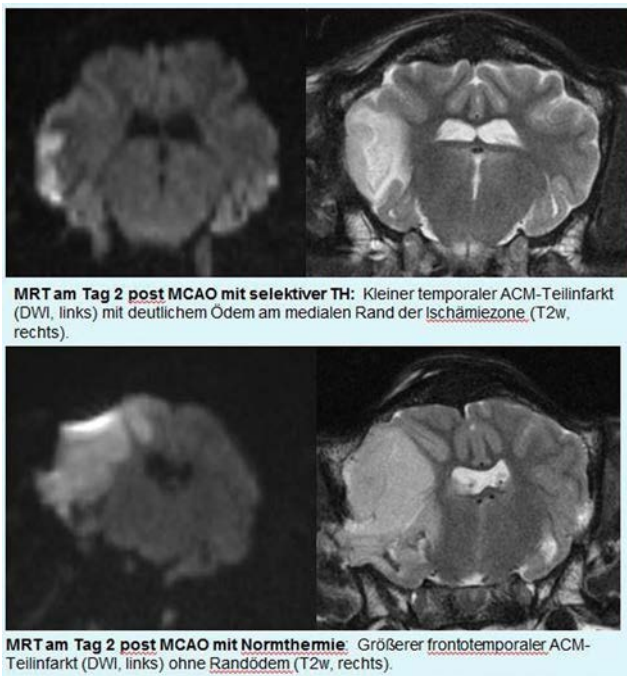 MRT am Tag 2 post MCAO mit selektiver TH: Kleiner temporaler ACM-Teilinfarkt
(DWI, links) mit deutlichem Ödem am medialen Rand der Ischämiezone (T2w,
rechts).
MRT am Tag 2 post MCAO mit Normthermie: Größerer frontotemporaler ACM-
Teilinfarkt (DWI, links) ohne Randödem (T2w, rechts).